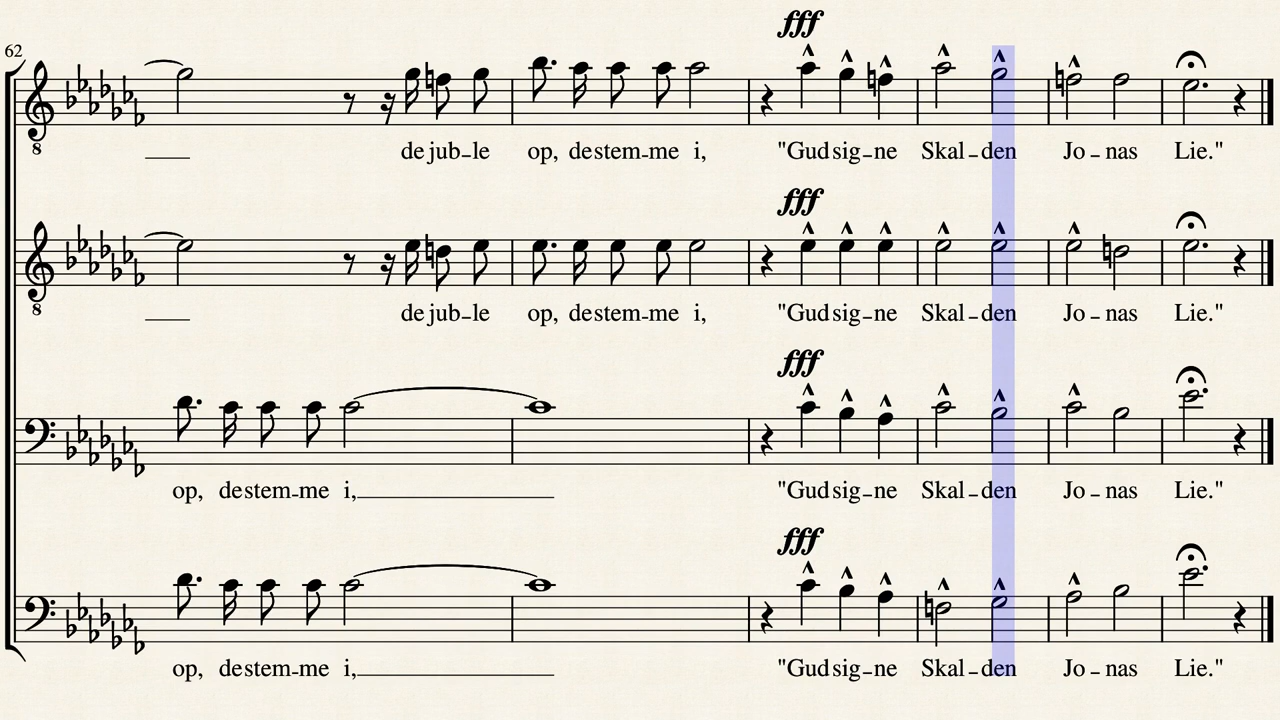 fff
62
8
de jub - le op, de stem - me i, "Gud sig - ne Skal - den Jo - nas Lie."
fff
8
de jub - le op, de stem - me i, "Gud sig - ne Skal - den Jo - nas Lie."
fff
op, de stem - me i, "Gud sig - ne Skal - den Jo - nas Lie."
fff
op, de stem - me i, "Gud sig - ne Skal - den Jo - nas Lie."